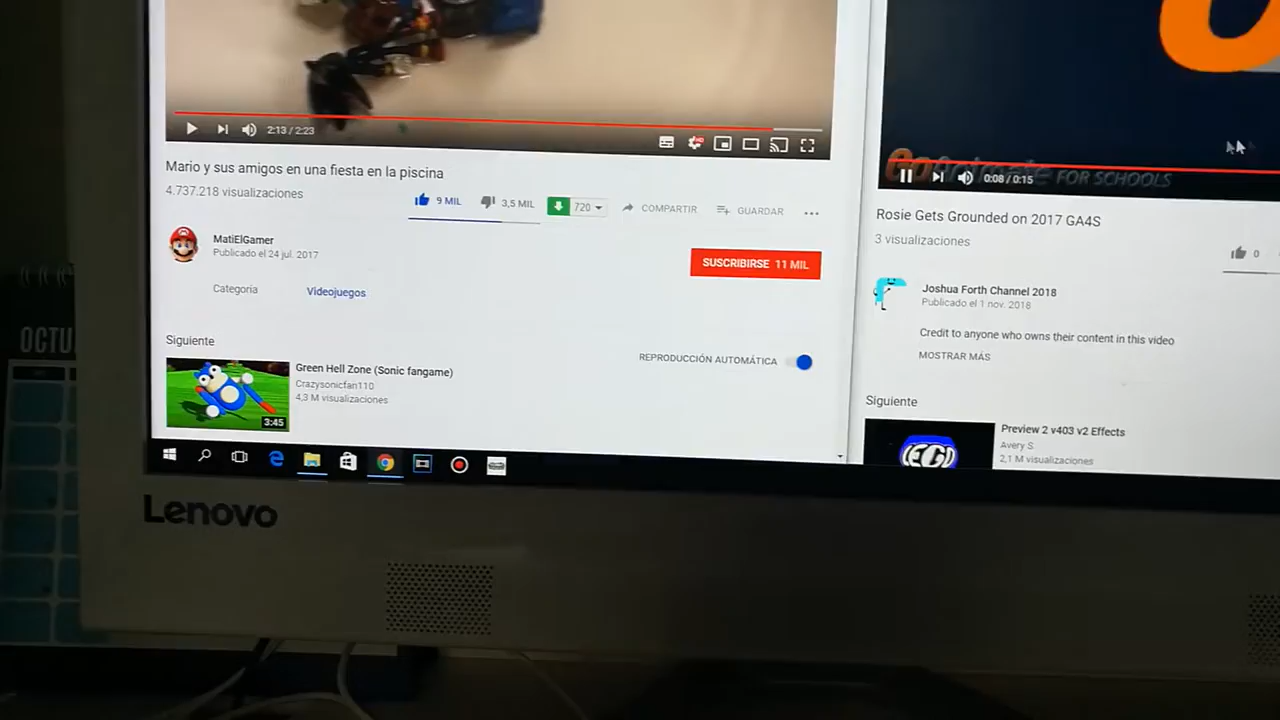 2:13 / 2:23
Mario y sus amigos en una fiesta en la piscina
4.737.218 visualizaciones
9 MIL
3,5 MIL
720
COMPARTIR
GUARDAR
MatiElGamer
Publicado el 24 jul. 2017
SUSCRIBIRSE 11 MIL
Categoría
Videojuegos
Siguiente
REPRODUCCIÓN AUTOMÁTICA
3:45
Green Hell Zone (Sonic fangame)
Crazysonicfan110
4,3 M visualizaciones
GoAnimate FOR SCHOOLS
0:08 / 0:15
Rosie Gets Grounded on 2017 GA4S
3 visualizaciones
0
Joshua Forth Channel 2018
Publicado el 1 nov. 2018
Credit to anyone who owns their content in this video
MOSTRAR MÁS
Siguiente
LEGO
Preview 2 v403 v2 Effects
Avery S.
2,1 M visualizaciones
OCTU
Lenovo